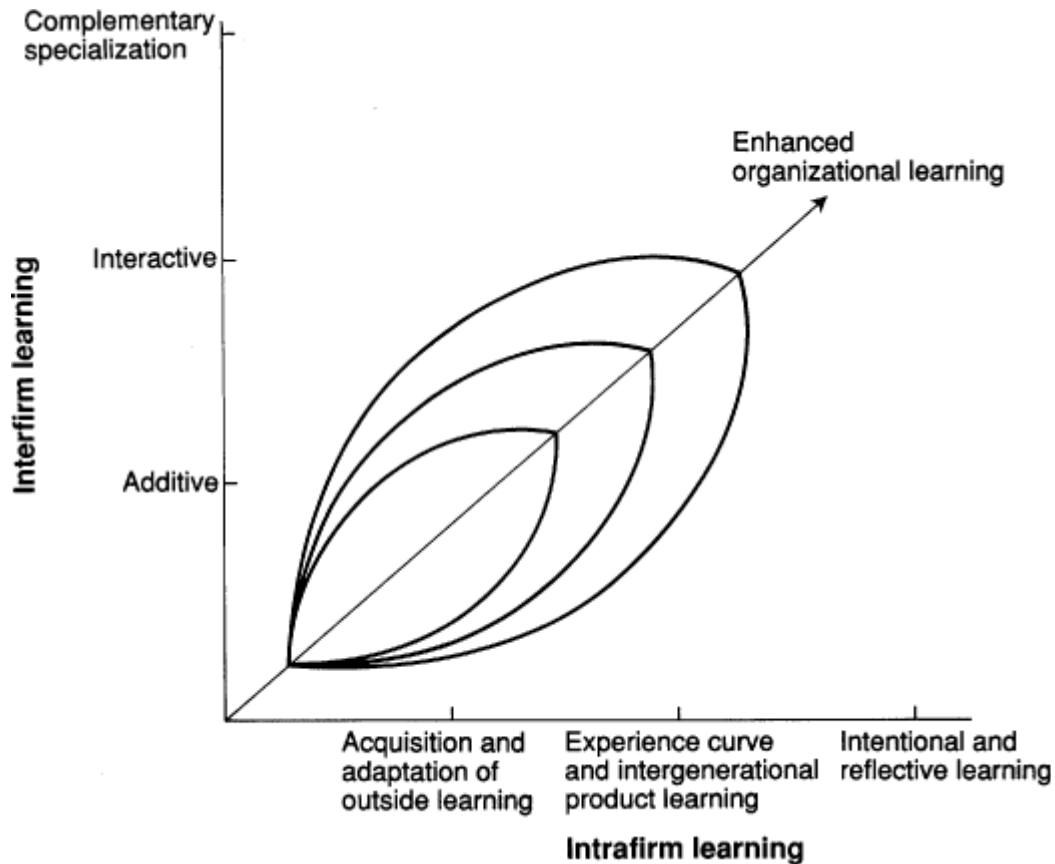 Complementary
specialization
Enhanced
organizational learning
Interactive
Interfirm learning
Additive
Acquisition and
adaptation of
outside learning
Experience curve
and intergenerational
product learning
Intentional and
reflective learning
Intrafirm learning